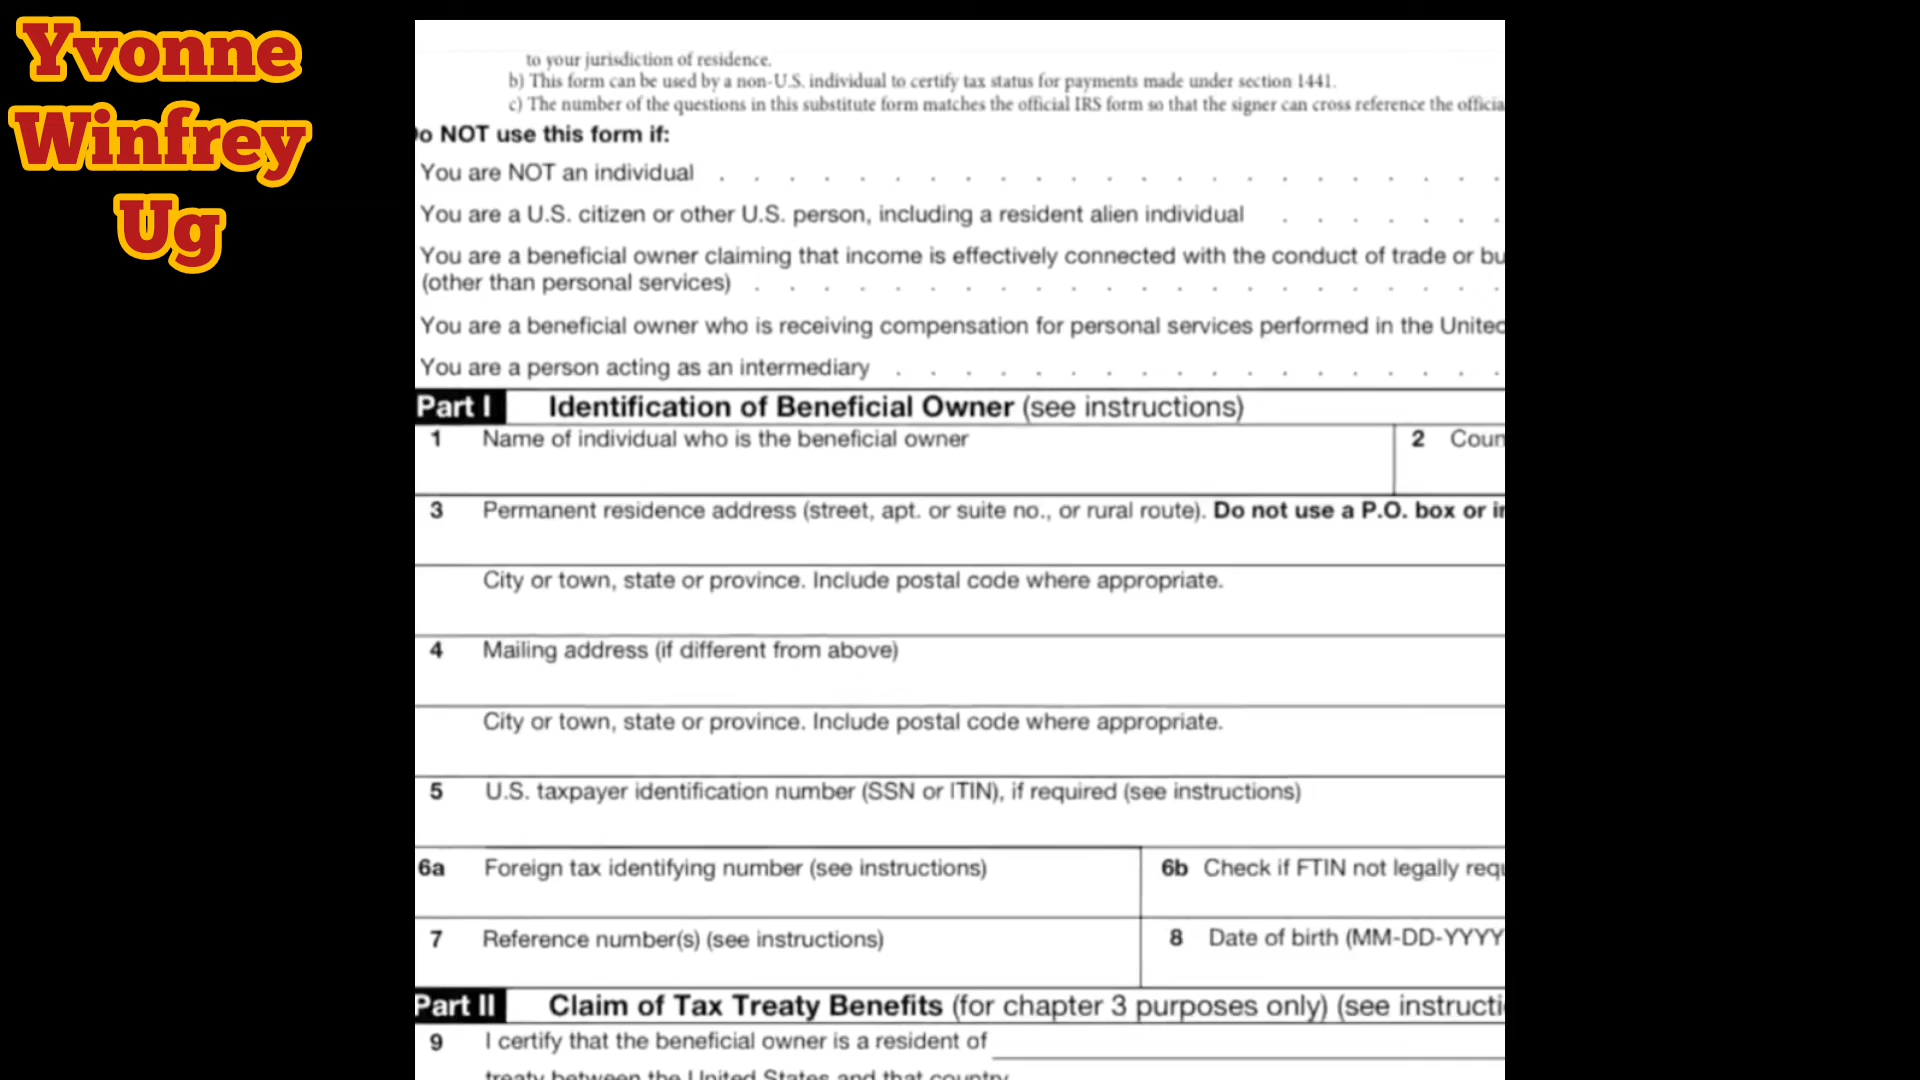 Yvonne
Winfrey
Ug
to your jurisdiction of residence.
b) This form can be used by a non-U.S. individual to certify tax status for payments made under section 1441.
c) The number of the questions in this substitute form matches the official IRS form so that the signer can cross reference the officia
o NOT use this form if:
You are NOT an individual . . . . . . . . . . . . . . . . . . . . . . .
You are a U.S. citizen or other U.S. person, including a resident alien individual . . . . . . .
You are a beneficial owner claiming that income is effectively connected with the conduct of trade or bu
(other than personal services) . . . . . . . . . . . . . . . . . . . . . .
You are a beneficial owner who is receiving compensation for personal services performed in the United
You are a person acting as an intermediary . . . . . . . . . . . . . . . . . .
Part I Identification of Beneficial Owner (see instructions)
1 Name of individual who is the beneficial owner
2 Coun
3 Permanent residence address (street, apt. or suite no., or rural route). Do not use a P.O. box or in
City or town, state or province. Include postal code where appropriate.
4 Mailing address (if different from above)
City or town, state or province. Include postal code where appropriate.
5 U.S. taxpayer identification number (SSN or ITIN), if required (see instructions)
6a Foreign tax identifying number (see instructions)
6b Check if FTIN not legally requ
7 Reference number(s) (see instructions)
8 Date of birth (MM-DD-YYYY
Part II Claim of Tax Treaty Benefits (for chapter 3 purposes only) (see instructi
9 I certify that the beneficial owner is a resident of
treaty between the United States and that country